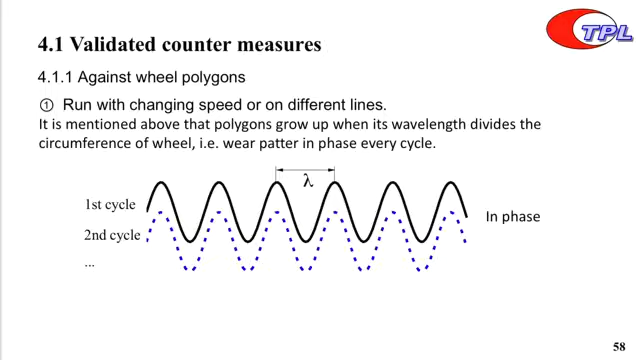 TPL
4.1 Validated counter measures
4.1.1 Against wheel polygons
① Run with changing speed or on different lines.
It is mentioned above that polygons grow up when its wavelength divides the
circumference of wheel, i.e. wear patter in phase every cycle.
λ
1st cycle
In phase
2nd cycle
...
58